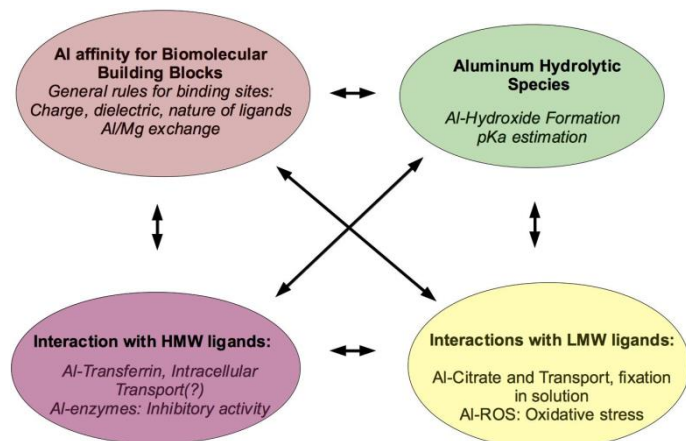 Al affinity for Biomolecular
Building Blocks
General rules for binding sites:
Charge, dielectric, nature of ligands
Al/Mg exchange
Aluminum Hydrolytic
Species
Al-Hydroxide Formation
pKa estimation
Interaction with HMW ligands:
Al-Transferrin, Intracellular
Transport(?)
Al-enzymes: Inhibitory activity
Interactions with LMW ligands:
Al-Citrate and Transport, fixation
in solution
Al-ROS: Oxidative stress